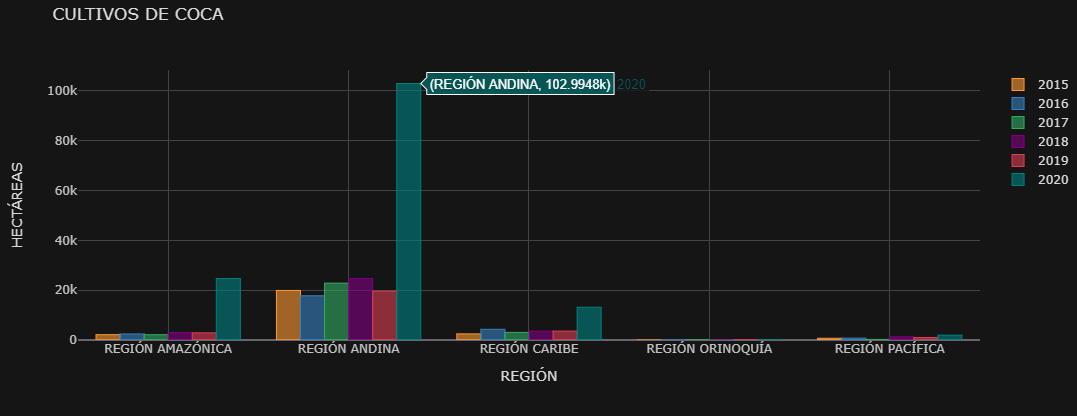 CULTIVOS DE COCA
(REGIÓN ANDINA, 102.9948k) 2020
100k
80k
60k
40k
20k
0
HECTÁREAS
REGIÓN AMAZÓNICA
REGIÓN ANDINA
REGIÓN CARIBE
REGIÓN ORINOQUÍA
REGIÓN PACÍFICA
REGIÓN
2015
2016
2017
2018
2019
2020